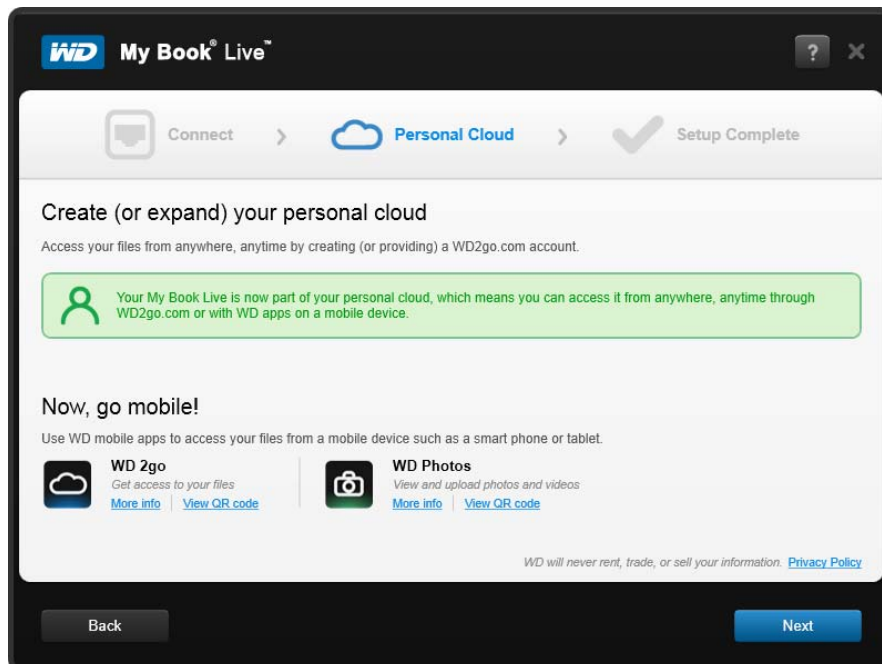 WD My Book® Live™ ?
Connect Personal Cloud Setup Complete
Create (or expand) your personal cloud
Access your files from anywhere, anytime by creating (or providing) a WD2go.com account.
Your My Book Live is now part of your personal cloud, which means you can access it from anywhere, anytime through
WD2go.com or with WD apps on a mobile device.
Now, go mobile!
Use WD mobile apps to access your files from a mobile device such as a smart phone or tablet.
WD 2go
Get access to your files
More info | View QR code
WD Photos
View and upload photos and videos
More info | View QR code
WD will never rent, trade, or sell your information. Privacy Policy
Back Next